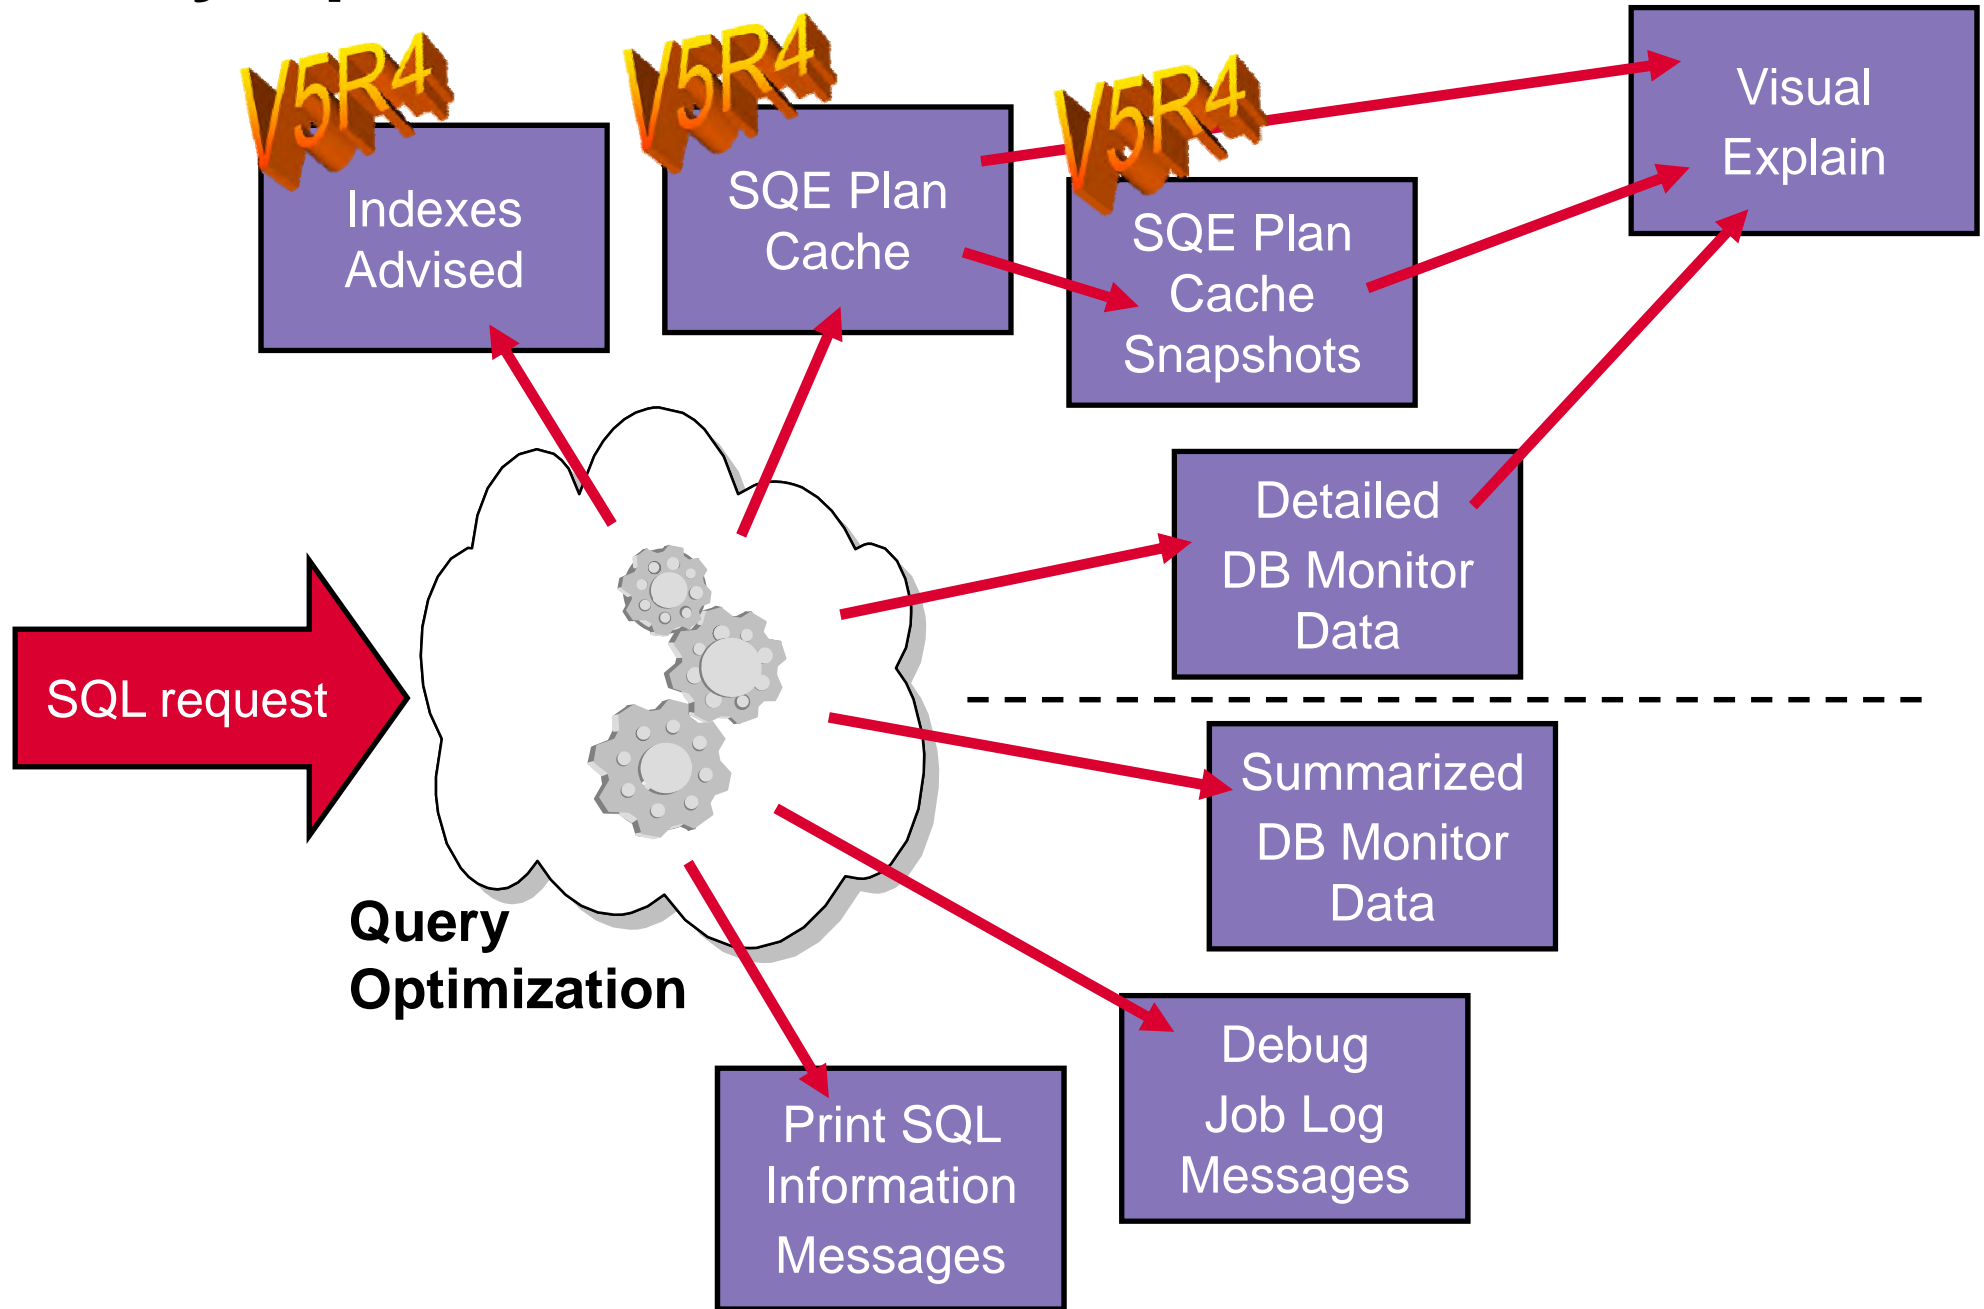 V5R4
Indexes
Advised
V5R4
SQE Plan
Cache
V5R4
SQE Plan
Cache
Snapshots
Visual
Explain
Detailed
DB Monitor
Data
SQL request
Summarized
DB Monitor
Data
Query
Optimization
Debug
Job Log
Messages
Print SQL
Information
Messages